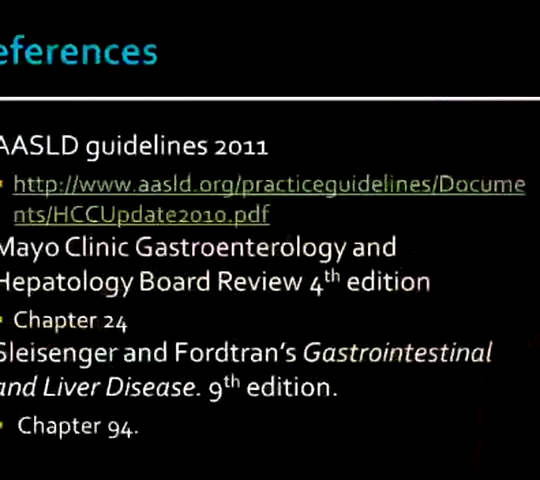 eferences
AASLD guidelines 2011
http://www.aasld.org/practiceguidelines/Docume
nts/HCCUpdate2010.pdf
Mayo Clinic Gastroenterology and
Hepatology Board Review 4th edition
Chapter 24
Sleisenger and Fordtran's Gastrointestinal
and Liver Disease. 9th edition.
Chapter 94.